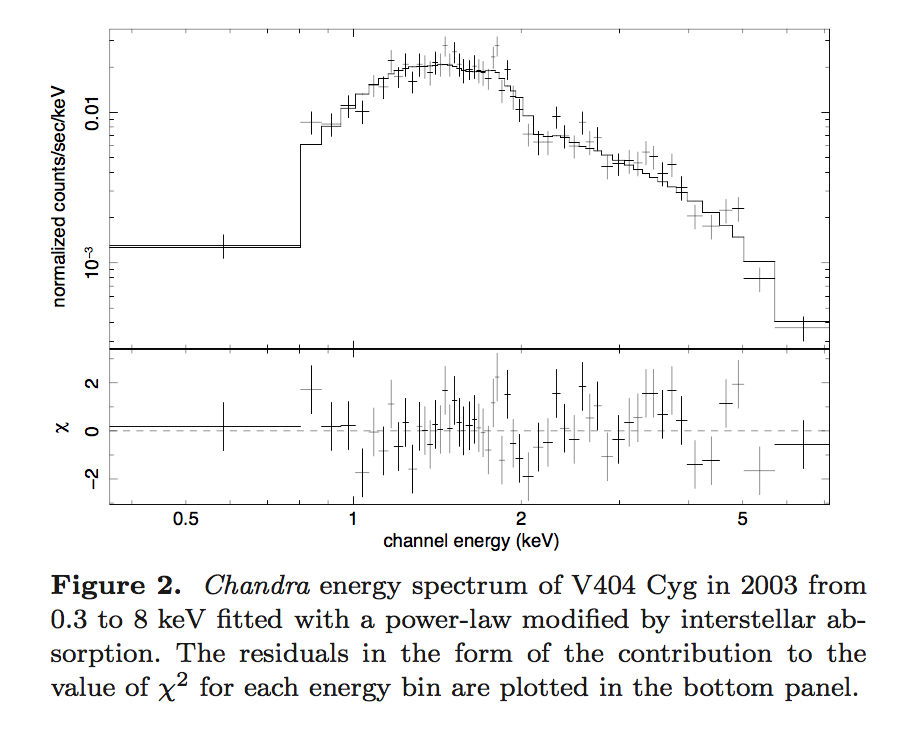 normalized counts/sec/keV
0.01
10⁻³
χ
2
0
−2
0.5 1 2 5
channel energy (keV)
Figure 2. Chandra energy spectrum of V404 Cyg in 2003 from
0.3 to 8 keV fitted with a power-law modified by interstellar ab-
sorption. The residuals in the form of the contribution to the
value of χ² for each energy bin are plotted in the bottom panel.